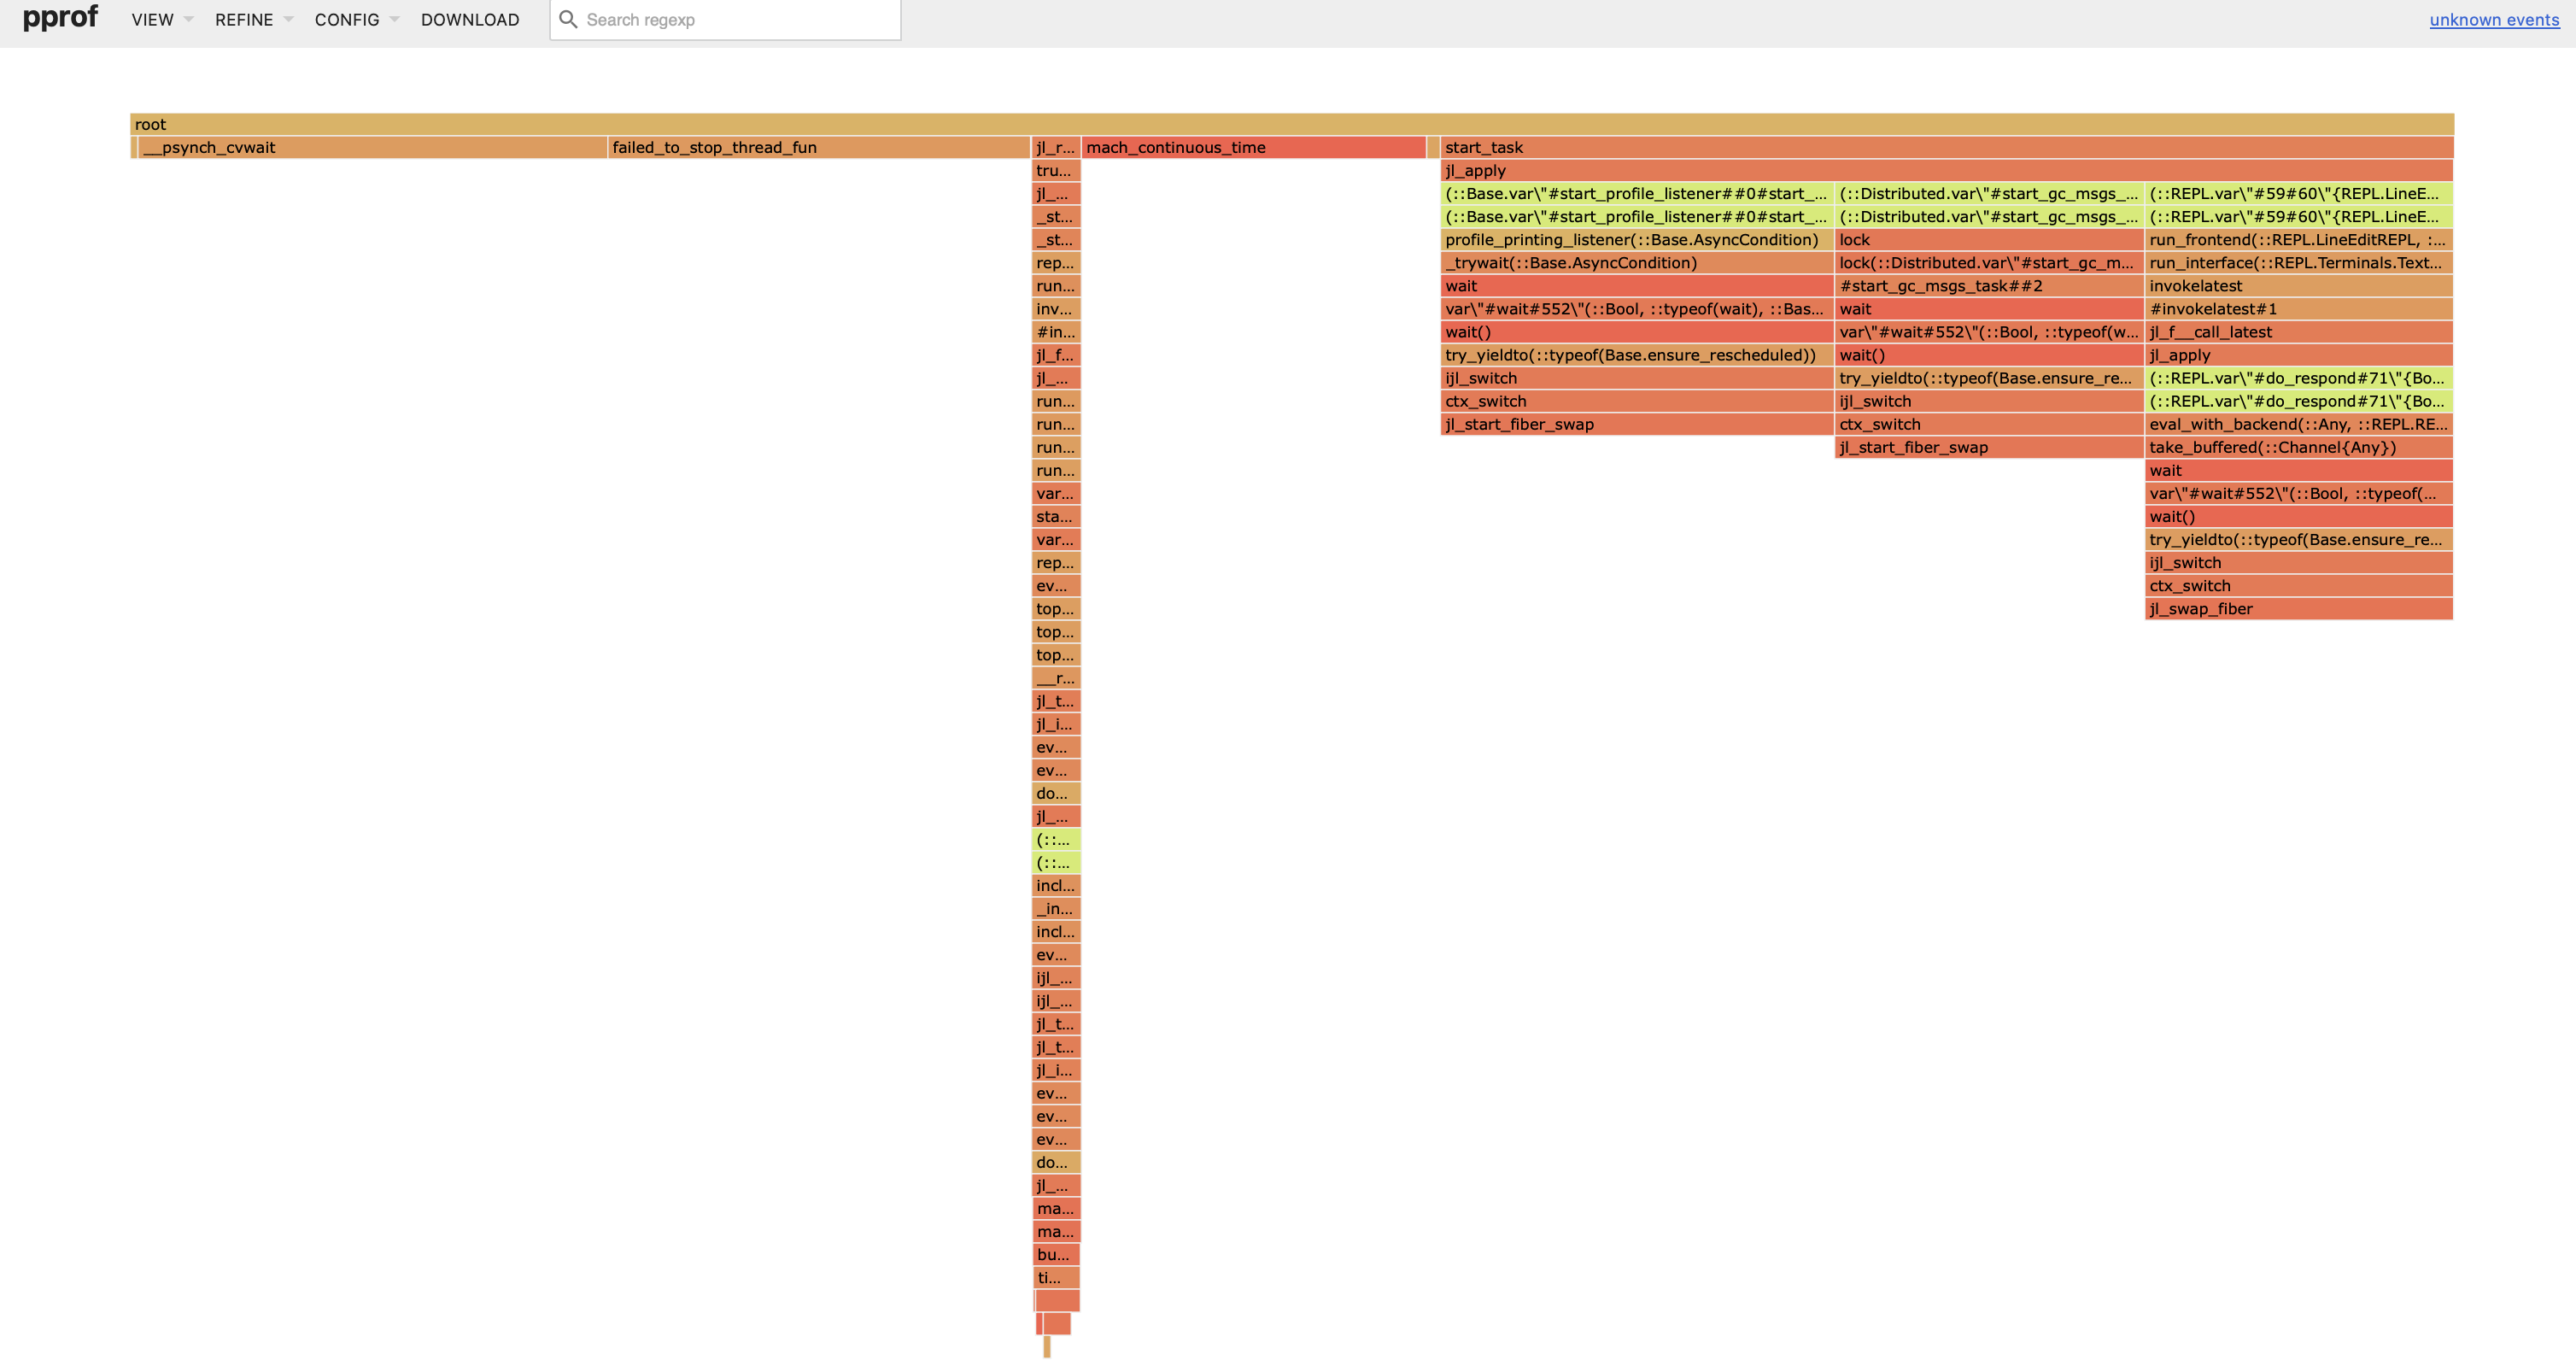 pprof VIEW REFINE CONFIG DOWNLOAD Search regexp unknown events
root
__psynch_cvwait failed_to_stop_thread_fun jl_r... mach_continuous_time start_task
tru... jl_apply
jl_... (::Base.var\"#start_profile_listener##0#start_... (::Distributed.var\"#start_gc_msgs_... (::REPL.var\"#59#60\"{REPL.LineE...
_st... (::Base.var\"#start_profile_listener##0#start_... (::Distributed.var\"#start_gc_msgs_... (::REPL.var\"#59#60\"{REPL.LineE...
_st... profile_printing_listener(::Base.AsyncCondition) lock run_frontend(::REPL.LineEditREPL, :...
rep... _trywait(::Base.AsyncCondition) lock(::Distributed.var\"#start_gc_m... run_interface(::REPL.Terminals.Text...
run... wait #start_gc_msgs_task##2 invokelatest
inv... var\"#wait#552\"(::Bool, ::typeof(wait), ::Bas... wait #invokelatest#1
#in... wait() var\"#wait#552\"(::Bool, ::typeof(w... jl_f__call_latest
jl_f... try_yieldto(::typeof(Base.ensure_rescheduled)) wait() jl_apply
jl_... ijl_switch try_yieldto(::typeof(Base.ensure_re... (::REPL.var\"#do_respond#71\"{Bo...
run... ctx_switch ijl_switch (::REPL.var\"#do_respond#71\"{Bo...
run... jl_start_fiber_swap ctx_switch eval_with_backend(::Any, ::REPL.RE...
run... jl_start_fiber_swap take_buffered(::Channel{Any})
run... wait
var... var\"#wait#552\"(::Bool, ::typeof(...
sta... wait()
var... try_yieldto(::typeof(Base.ensure_re...
rep... ijl_switch
ev... ctx_switch
top... jl_swap_fiber
top...
top...
__r...
jl_t...
jl_i...
ev...
ev...
do...
jl_...
(::...
(::...
incl...
_in...
incl...
ev...
ijl_...
ijl_...
jl_t...
jl_t...
jl_i...
ev...
ev...
ev...
do...
jl_...
ma...
ma...
bu...
ti...